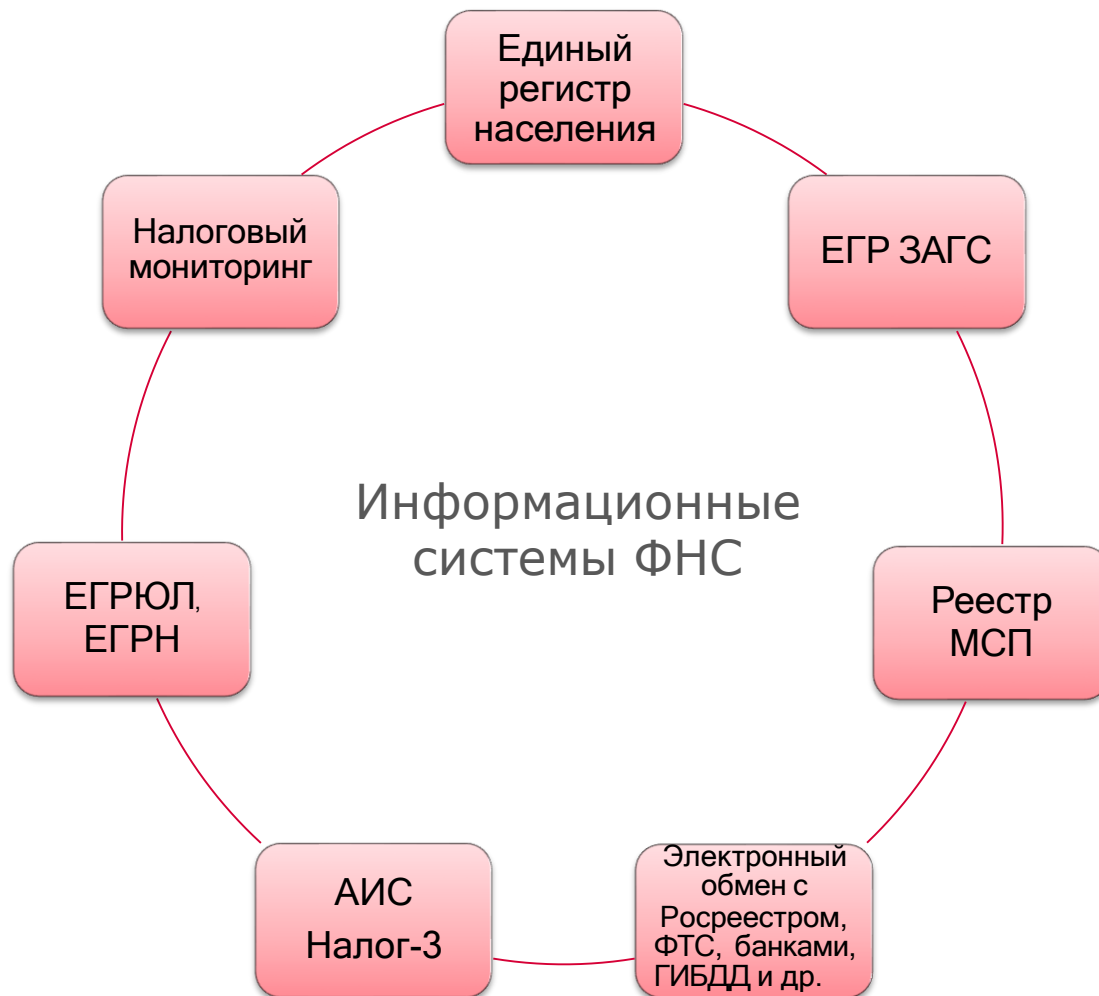 Единый
регистр
населения
Налоговый
мониторинг
ЕГР ЗАГС
Информационные
системы ФНС
ЕГРЮЛ,
ЕГРН
Реестр
МСП
АИС
Налог-3
Электронный
обмен с
Росреестром,
ФТС, банками,
ГИБДД и др.